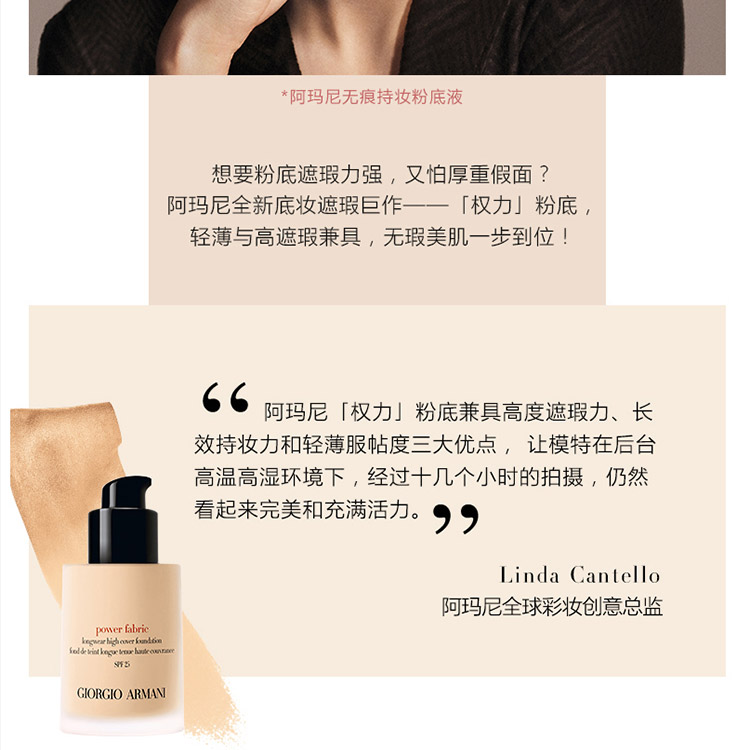 *阿玛尼无痕持妆粉底液
想要粉底遮瑕力强，又怕厚重假面？
阿玛尼全新底妆遮瑕巨作——「权力」粉底，
轻薄与高遮瑕兼具，无瑕美肌一步到位！
“ 阿玛尼「权力」粉底兼具高度遮瑕力、长
效持妆力和轻薄服帖度三大优点， 让模特在后台
高温高湿环境下，经过十几个小时的拍摄，仍然
看起来完美和充满活力。”
Linda Cantello
阿玛尼全球彩妆创意总监
power fabric
longwear high cover foundation
fond de teint longue tenue haute couvrance
SPF 25
GIORGIO ARMANI